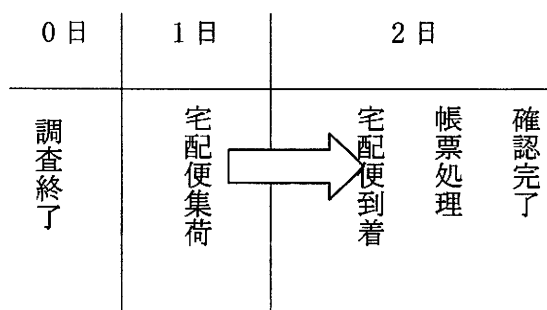 0日
1日
2日
調査終了
宅配便集荷
宅配便到着
帳票処理
確認完了